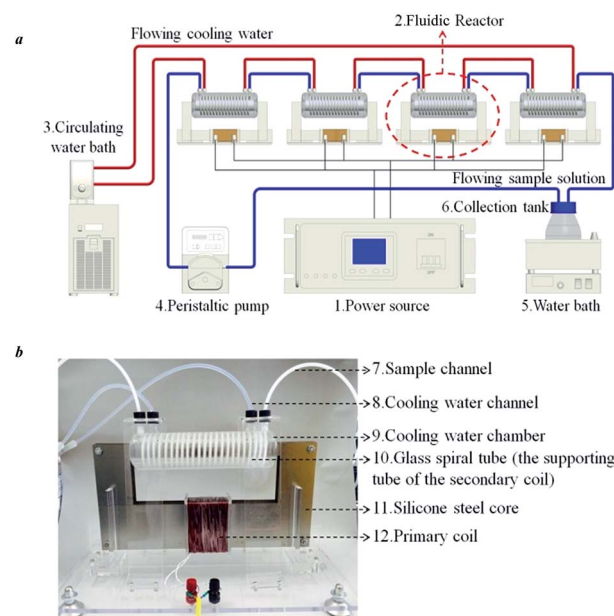 a
2.Fluidic Reactor
Flowing cooling water
3.Circulating
water bath
Flowing sample solution
6.Collection tank
4.Peristaltic pump
1.Power source
5.Water bath
b
7.Sample channel
8.Cooling water channel
9.Cooling water chamber
10.Glass spiral tube (the supporting
tube of the secondary coil)
11.Silicone steel core
12.Primary coil